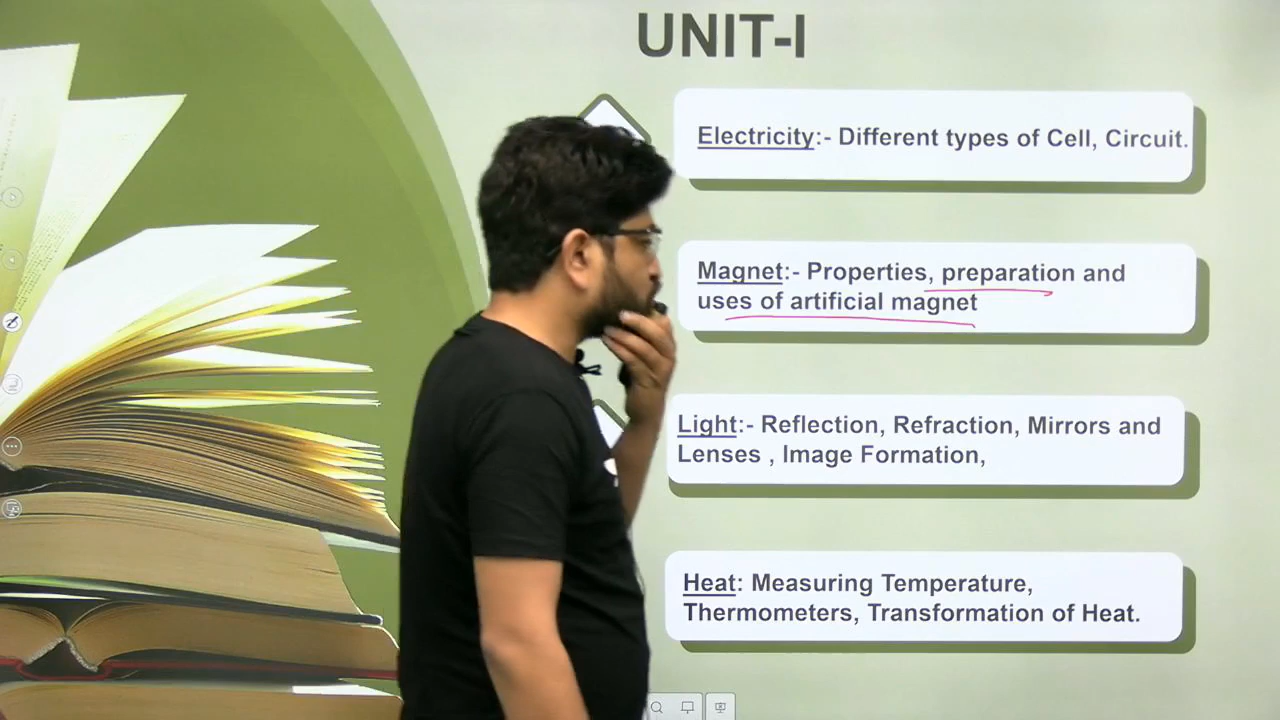 UNIT-I
Electricity:- Different types of Cell, Circuit.
Magnet:- Properties, preparation and
uses of artificial magnet
Light:- Reflection, Refraction, Mirrors and
Lenses , Image Formation,
Heat: Measuring Temperature,
Thermometers, Transformation of Heat.